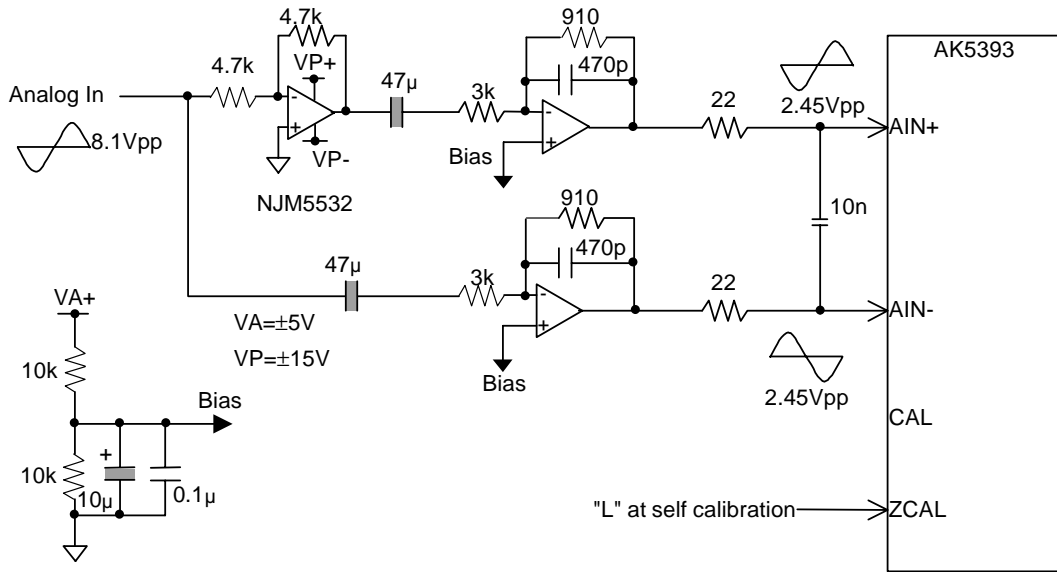 4.7k
910
AK5393
4.7k
VP+
47µ
470p
Analog In
3k
22
2.45Vpp
8.1Vpp
-
+
-
+
AIN+
VP-
Bias
NJM5532
910
10n
47µ
470p
3k
22
VA+
-
+
AIN-
VA=±5V
VP=±15V
10k
Bias
Bias
2.45Vpp
CAL
+
10k
10µ
0.1µ
"L" at self calibration
ZCAL